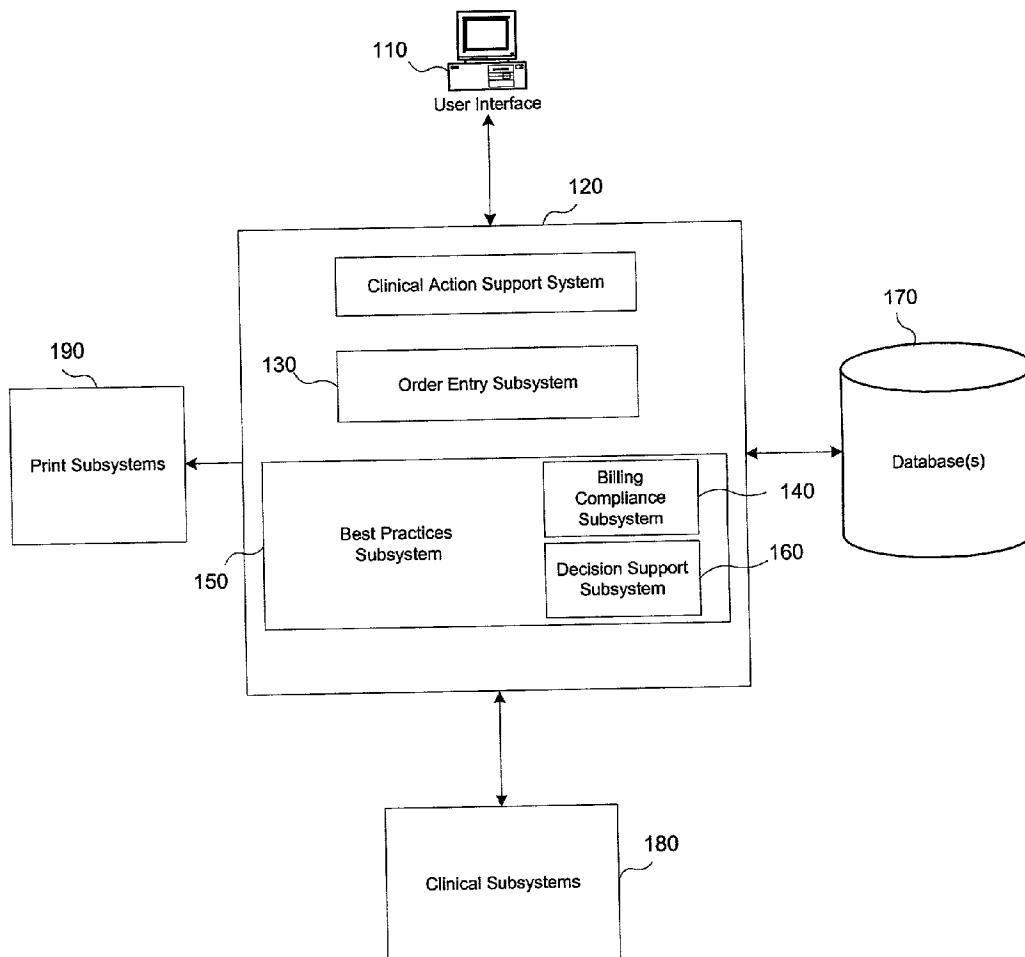 110
User Interface
120
Clinical Action Support System
170
190
130
Order Entry Subsystem
Print Subsystems
Database(s)
Billing
Compliance
Subsystem
140
Best Practices
Subsystem
150
Decision Support
Subsystem
160
180
Clinical Subsystems